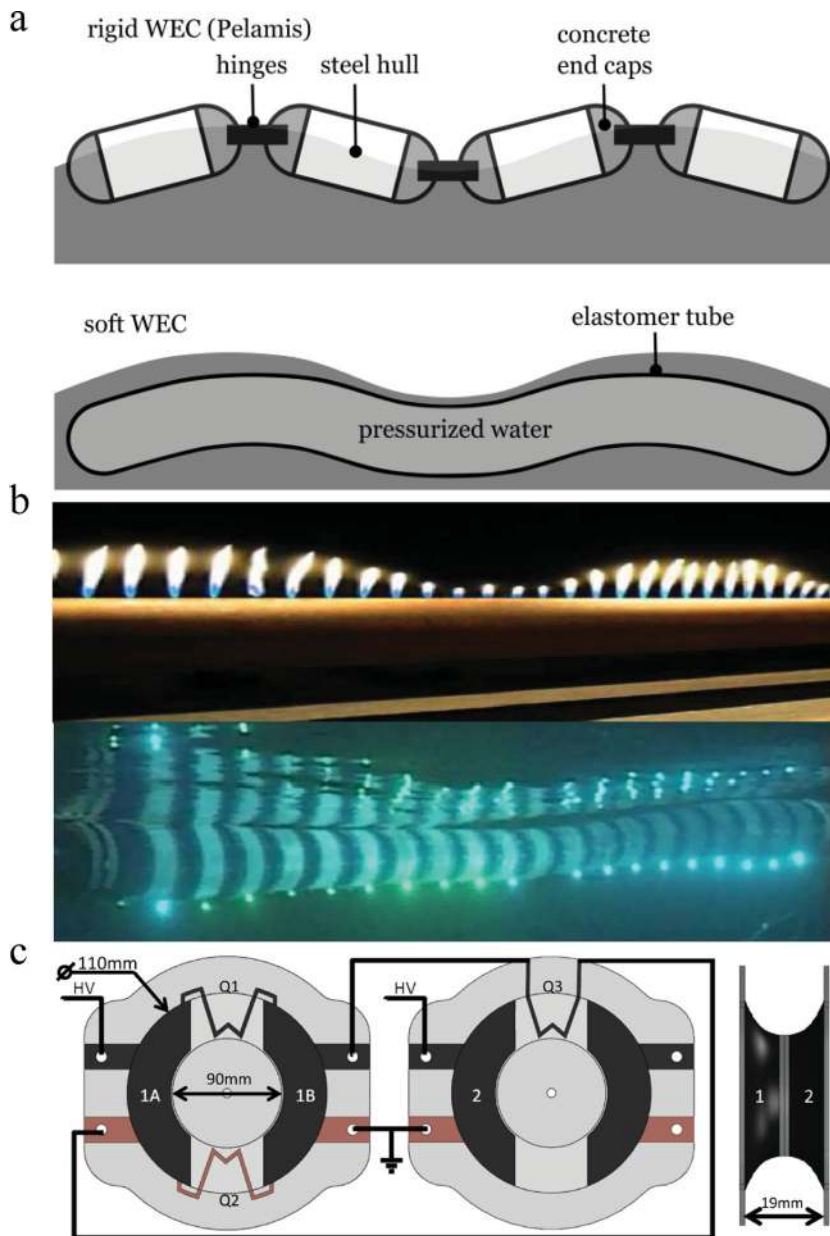 a
rigid WEC (Pelamis)
hinges
steel hull
concrete
end caps
soft WEC
elastomer tube
pressurized water
b
c
110mm
HV
Q1
HV
Q3
1A
90mm
1B
2
1
2
Q2
19mm